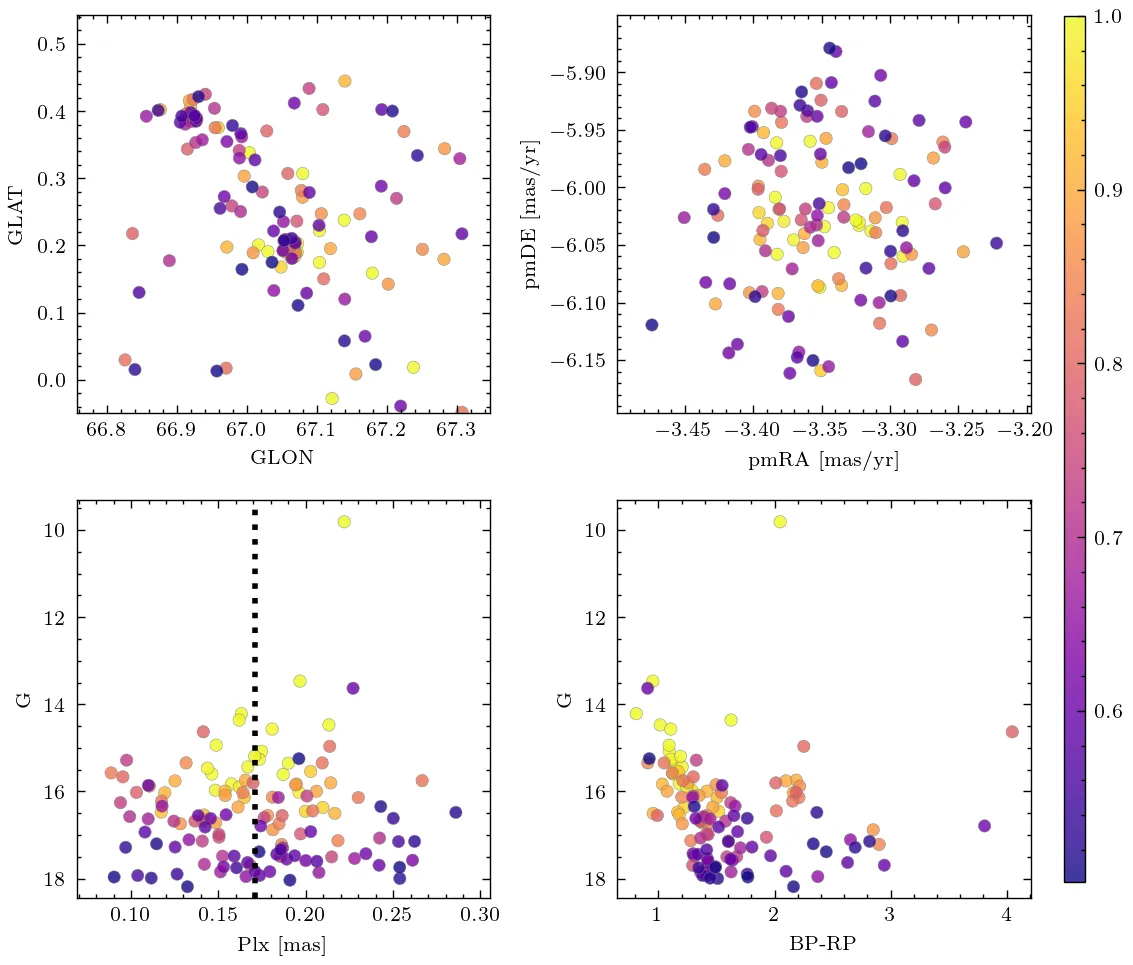 0.5
0.4
0.3
0.2
0.1
0.0
GLAT
66.8 66.9 67.0 67.1 67.2 67.3
GLON
−5.90
−5.95
−6.00
−6.05
−6.10
−6.15
pmDE [mas/yr]
−3.45 −3.40 −3.35 −3.30 −3.25 −3.20
pmRA [mas/yr]
10
12
14
16
18
G
0.10 0.15 0.20 0.25 0.30
Plx [mas]
10
12
14
16
18
G
1 2 3 4
BP-RP
1.0
0.9
0.8
0.7
0.6